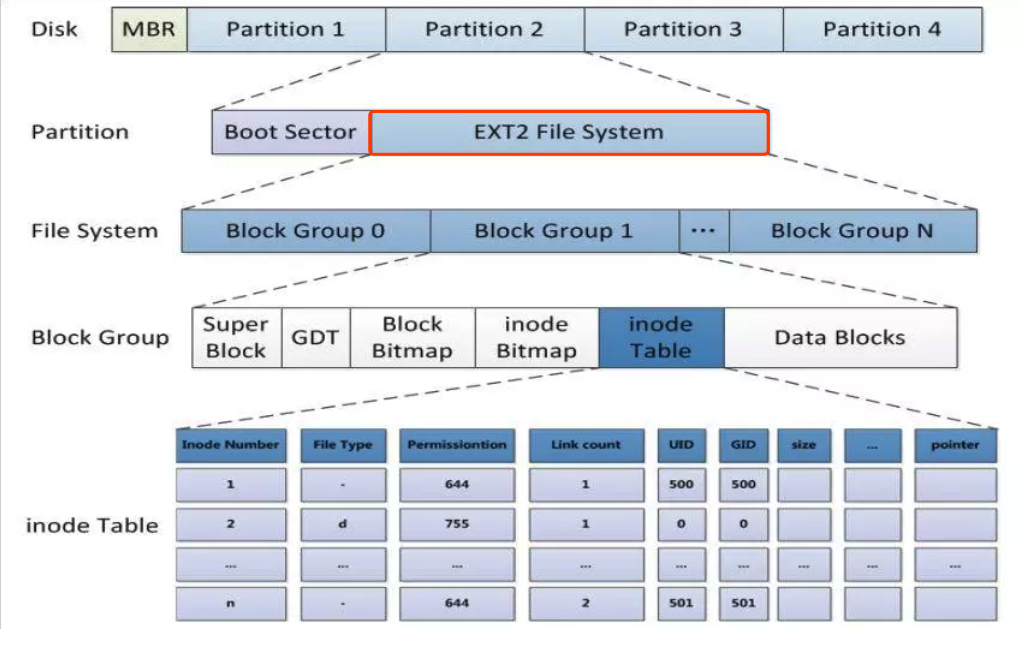 Disk MBR Partition 1 Partition 2 Partition 3 Partition 4
Partition Boot Sector EXT2 File System
File System Block Group 0 Block Group 1 ... Block Group N
Block Group Super Block GDT Block Bitmap inode Bitmap inode Table Data Blocks
Inode Number File Type Permissiontion Link count UID GID size ... pointer
1 - 644 1 500 500
inode Table
2 d 755 1 0 0
... ... ... ... ... ... ... ... ...
n - 644 2 501 501